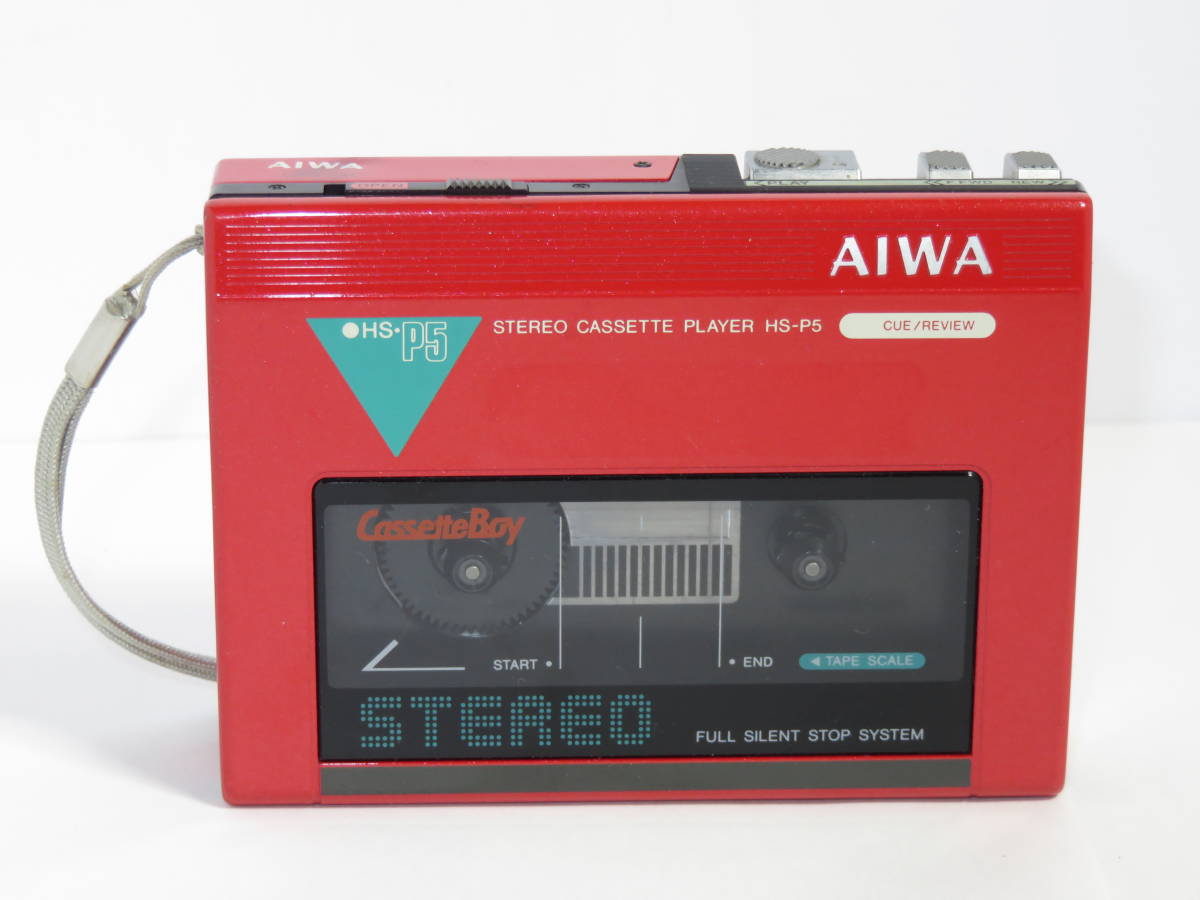 AIWA
OPEN
PLAY
F.FWD REW
AIWA
HS-P5
STEREO CASSETTE PLAYER HS-P5
CUE/REVIEW
CassetteBoy
START
END
TAPE SCALE
STEREO
FULL SILENT STOP SYSTEM